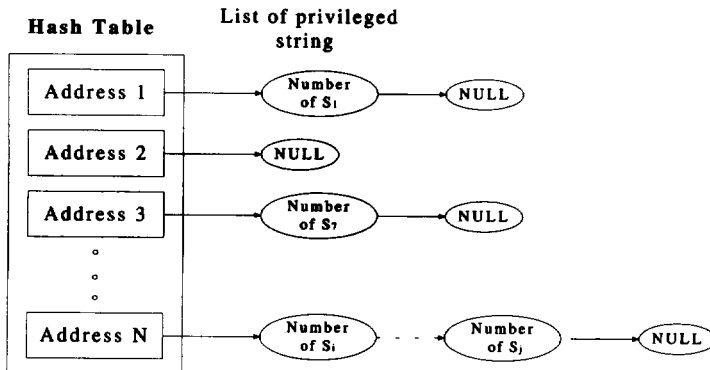 Hash Table
List of privileged
string
Address 1
Number
of S₁
NULL
Address 2
NULL
Address 3
Number
of S₇
NULL
Address N
Number
of Sᵢ
Number
of Sⱼ
NULL